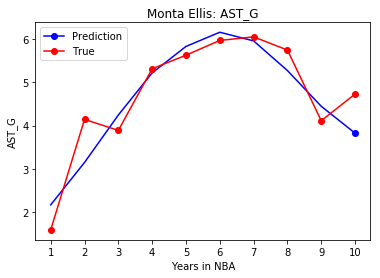 Monta Ellis: AST_G
Prediction
True
AST_G
6
5
4
3
2
1 2 3 4 5 6 7 8 9 10
Years in NBA